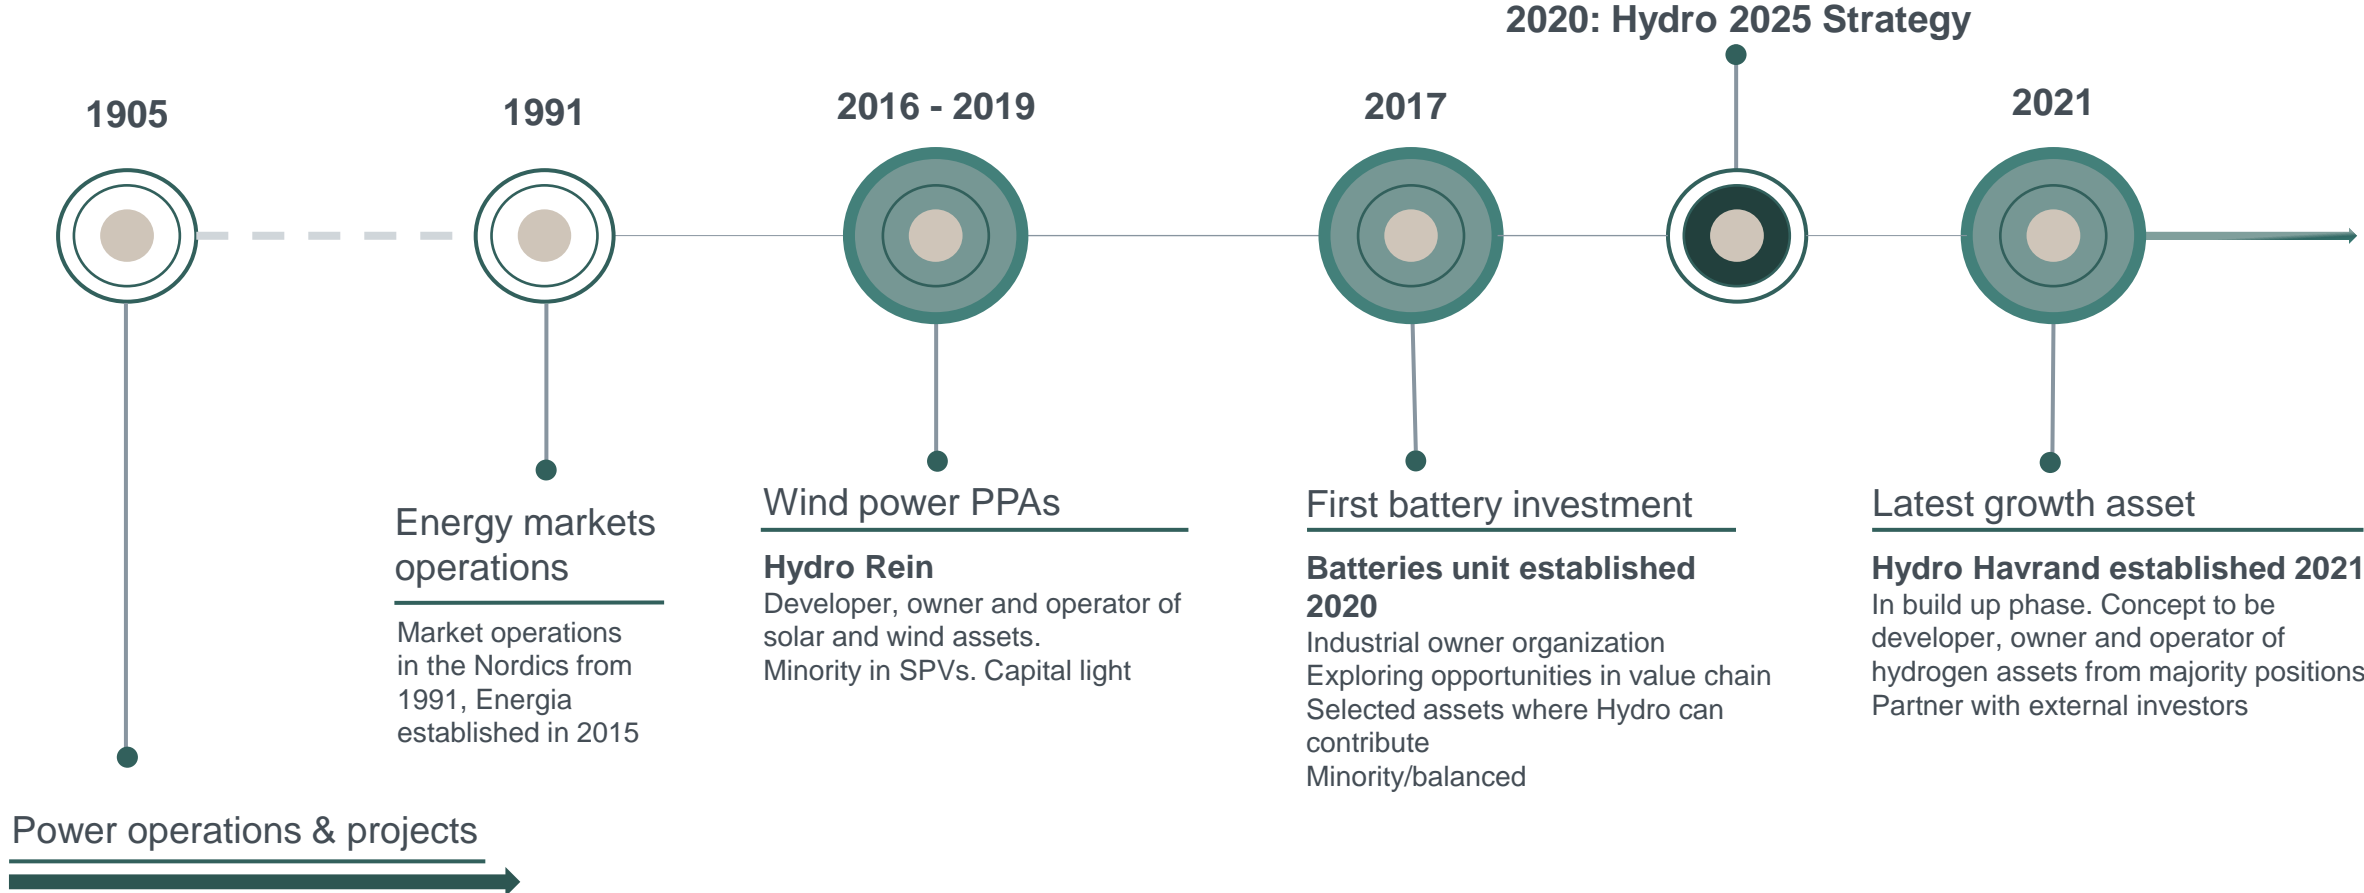 2020: Hydro 2025 Strategy
1905
1991
2016 - 2019
2017
2021
Energy markets
operations
Market operations
in the Nordics from
1991, Energia
established in 2015
Wind power PPAs
Hydro Rein
Developer, owner and operator of
solar and wind assets.
Minority in SPVs. Capital light
First battery investment
Batteries unit established
2020
Industrial owner organization
Exploring opportunities in value chain
Selected assets where Hydro can
contribute
Minority/balanced
Latest growth asset
Hydro Havrand established 2021
In build up phase. Concept to be
developer, owner and operator of
hydrogen assets from majority positions
Partner with external investors
Power operations & projects